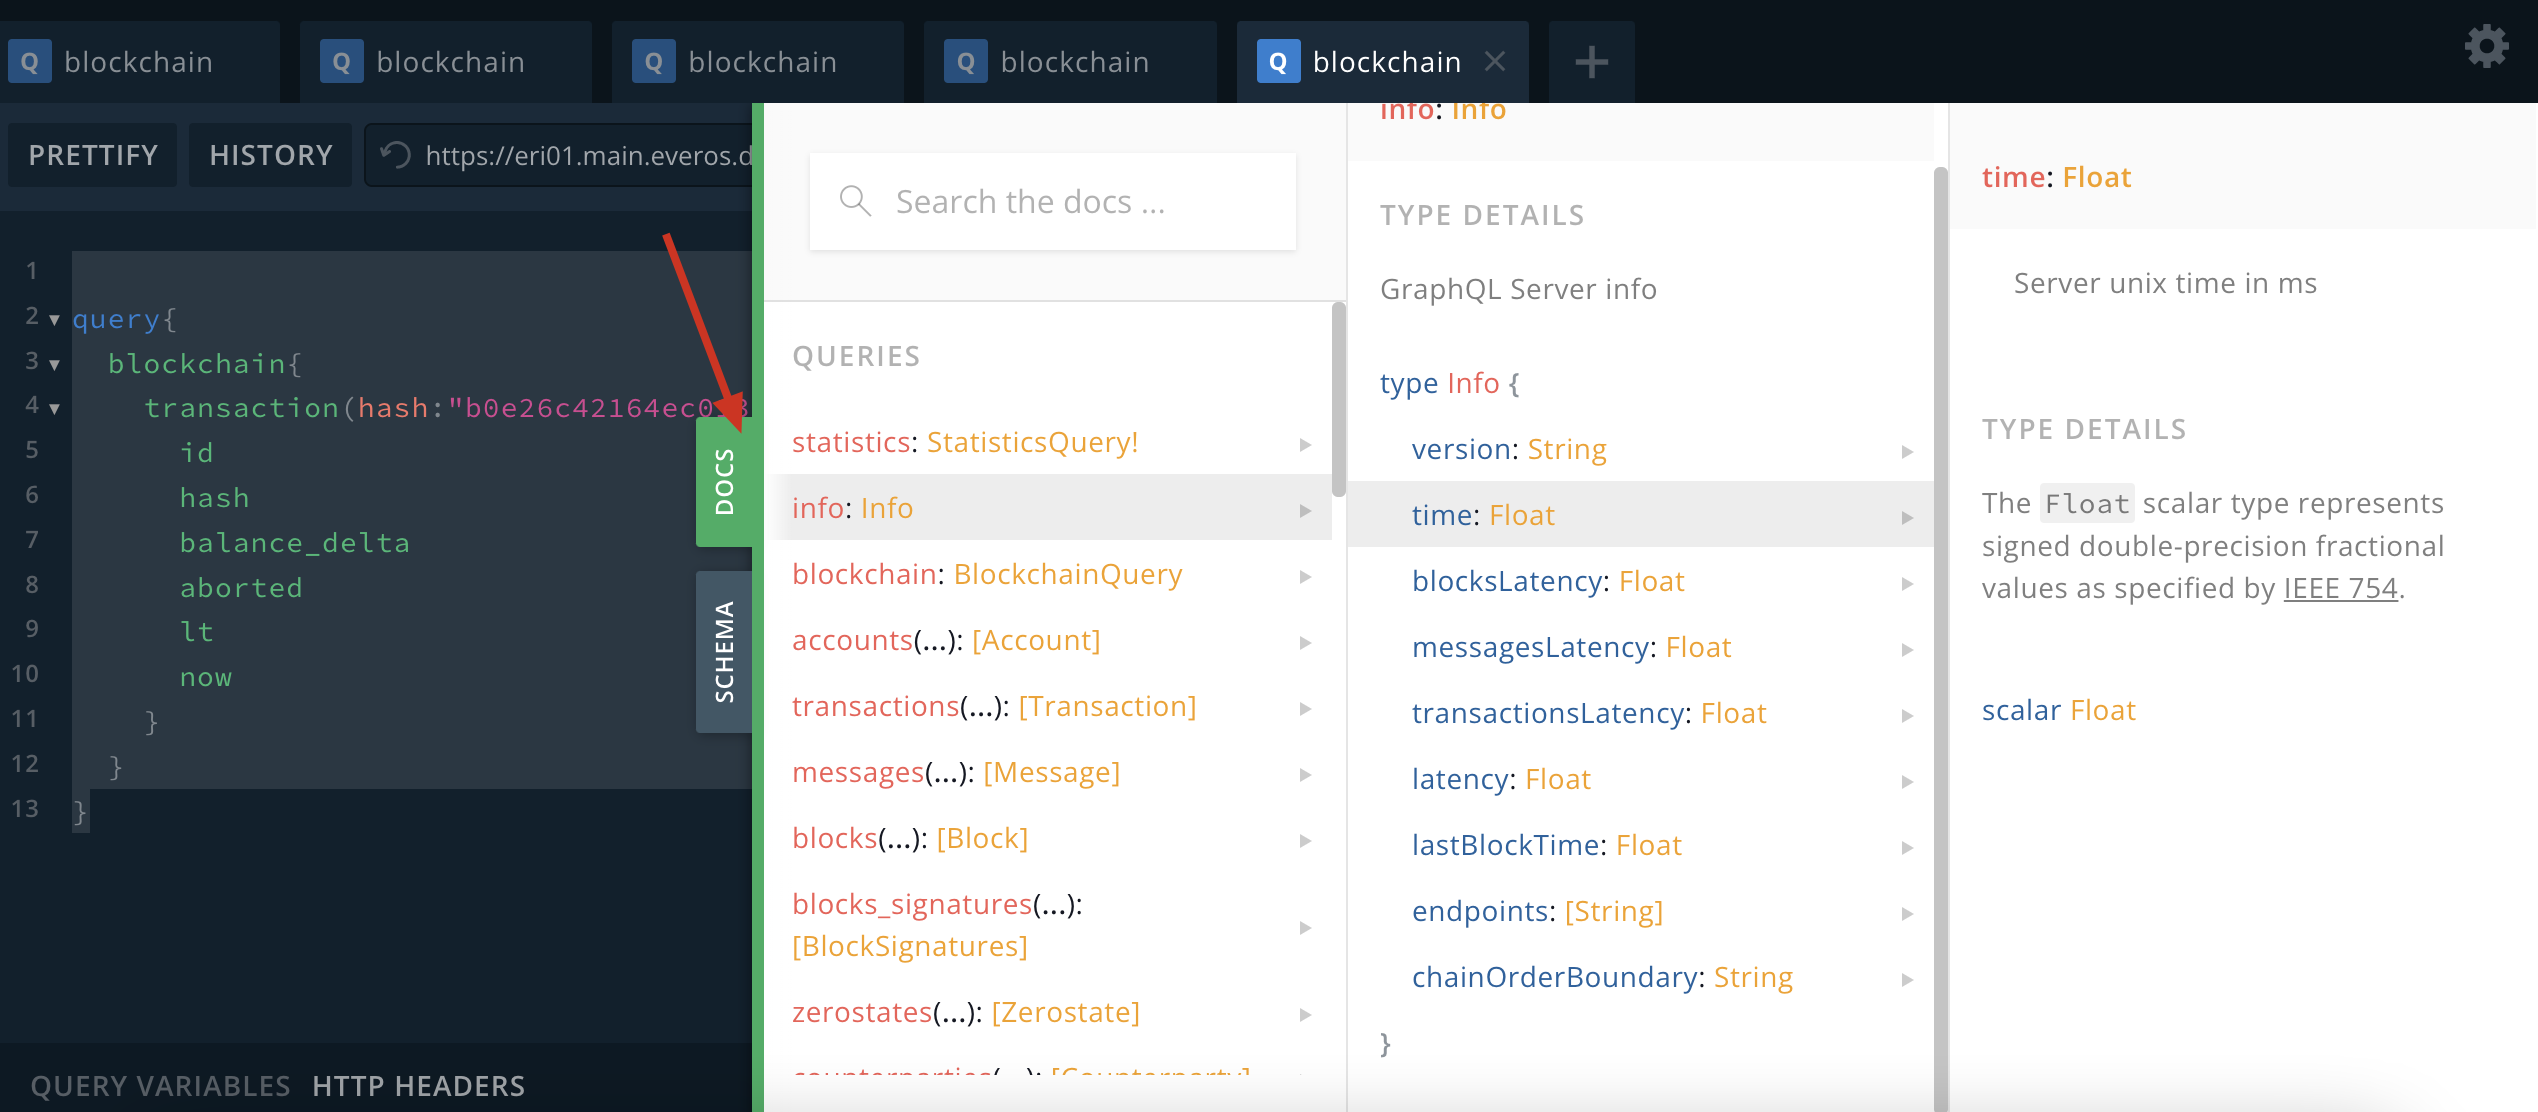 Q blockchain
Q blockchain
Q blockchain
Q blockchain
Q blockchain
PRETTIFY
HISTORY
https://eri01.main.everos.d
1
2 query{
3 blockchain{
4 transaction(hash:"b0e26c42164ec0
5 id
6 hash
7 balance_delta
8 aborted
9 lt
10 now
11 }
12 }
13 }
QUERY VARIABLES
HTTP HEADERS
DOCS
SCHEMA
Search the docs ...
QUERIES
statistics: StatisticsQuery!
info: Info
blockchain: BlockchainQuery
accounts(...): [Account]
transactions(...): [Transaction]
messages(...): [Message]
blocks(...): [Block]
blocks_signatures(...):
[BlockSignatures]
zerostates(...): [Zerostate]
counterparties(...): [Counterparty]
info: Info
TYPE DETAILS
GraphQL Server info
type Info {
version: String
time: Float
blocksLatency: Float
messagesLatency: Float
transactionsLatency: Float
latency: Float
lastBlockTime: Float
endpoints: [String]
chainOrderBoundary: String
}
time: Float
Server unix time in ms
TYPE DETAILS
The Float scalar type represents
signed double-precision fractional
values as specified by IEEE 754.
scalar Float